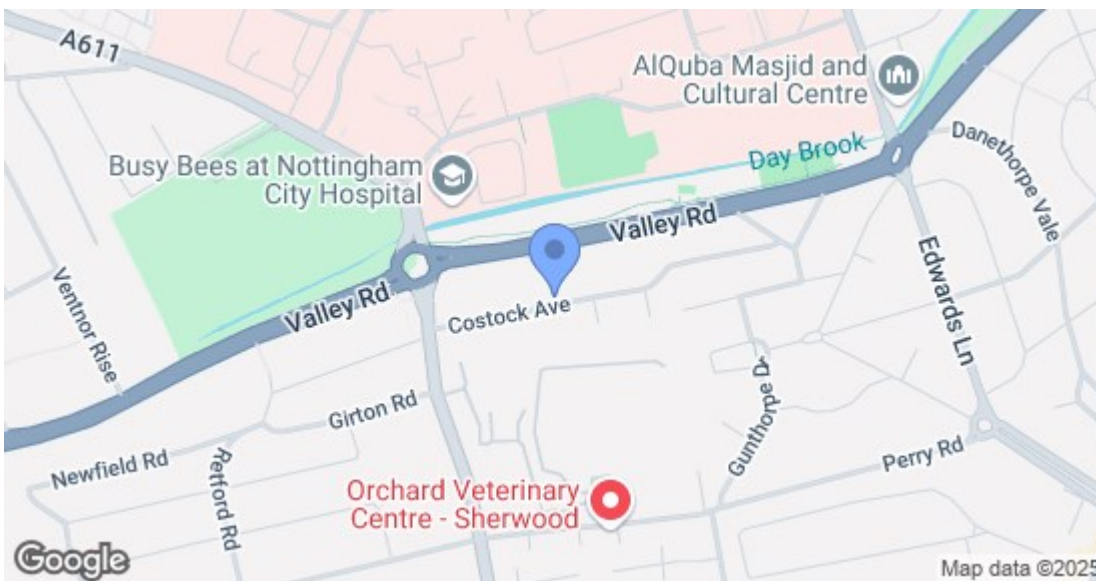 A611
AlQuba Masjid and
Cultural Centre
Day Brook
Danethorpe Vale
Busy Bees at Nottingham
City Hospital
Valley Rd
Ventnor Rise
Valley Rd
Edwards Ln
Costock Ave
Girton Rd
Gunthorpe Dr
Newfield Rd
Retford Rd
Perry Rd
Orchard Veterinary
Centre - Sherwood
Google
Map data ©2025